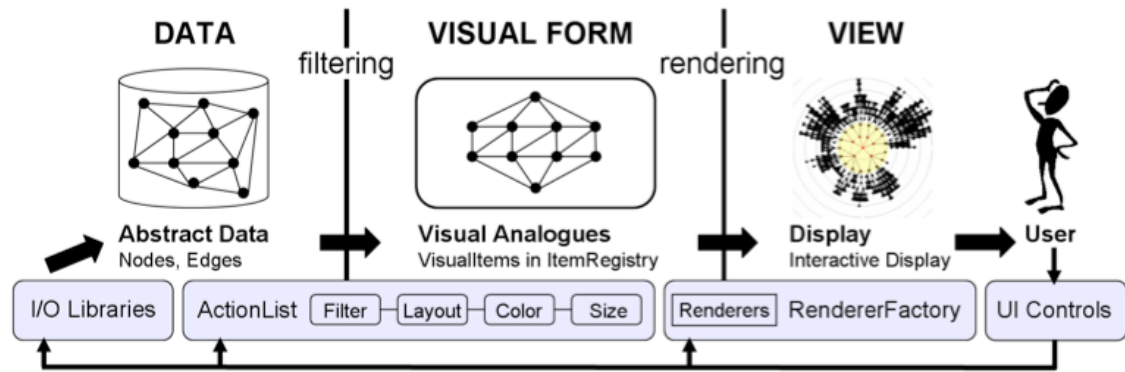 DATA
VISUAL FORM
VIEW
filtering
rendering
Abstract Data
Nodes, Edges
Visual Analogues
VisualItems in ItemRegistry
Display
Interactive Display
User
I/O Libraries
ActionList
Filter
Layout
Color
Size
Renderers
RendererFactory
UI Controls